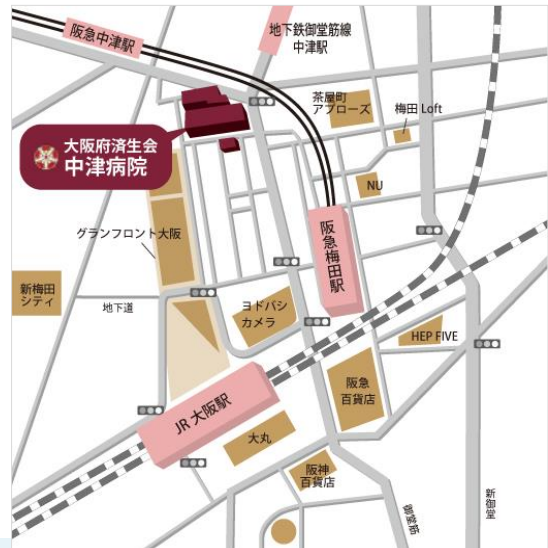 阪急中津駅
地下鉄御堂筋線
中津駅
茶屋町
アプローズ
梅田 Loft
大阪府済生会
中津病院
NU
グランフロント大阪
阪急梅田駅
新梅田
シティ
地下道
ヨドバシ
カメラ
HEP FIVE
阪急
百貨店
JR 大阪駅
大丸
阪神
百貨店
御堂筋
新御堂